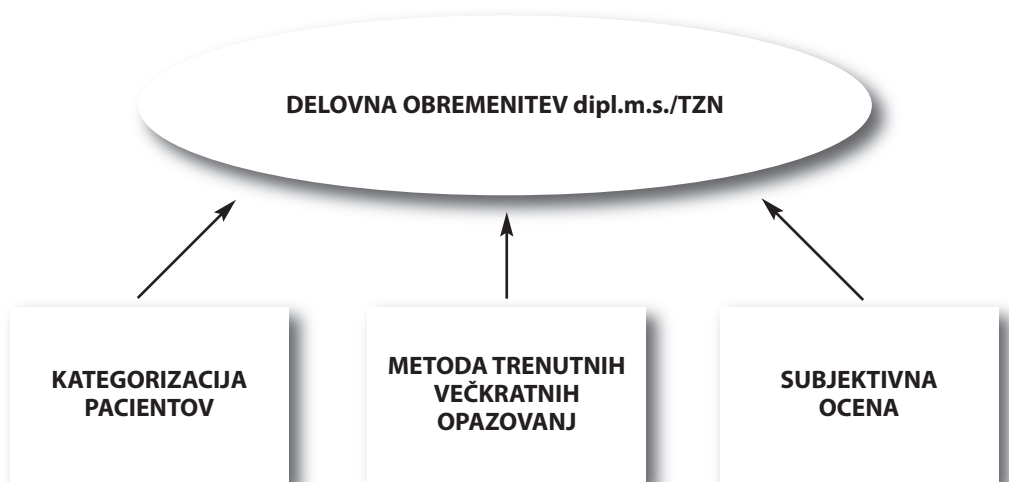 DELOVNA OBREMENITEV dipl.m.s./TZN
KATEGORIZACIJA
PACIENTOV
METODA TRENUTNIH
VEČKRATNIH
OPAZOVANJ
SUBJEKTIVNA
OCENA